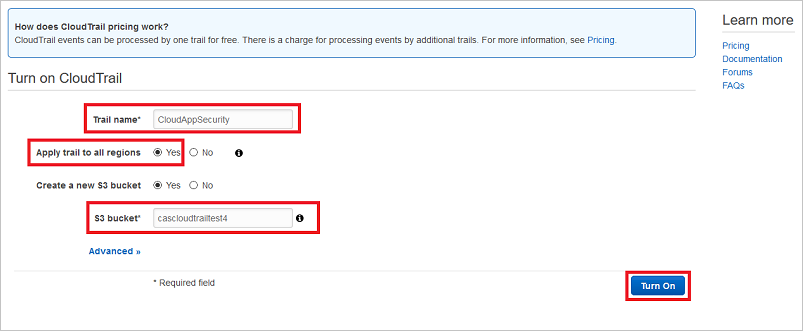 How does CloudTrail pricing work?
CloudTrail events can be processed by one trail for free. There is a charge for processing events by additional trails. For more information, see Pricing.
Learn more
Pricing
Documentation
Forums
FAQs
Turn on CloudTrail
Trail name* CloudAppSecurity
Apply trail to all regions Yes No
Create a new S3 bucket Yes No
S3 bucket* cascloudtrailtest4
Advanced »
* Required field
Turn On